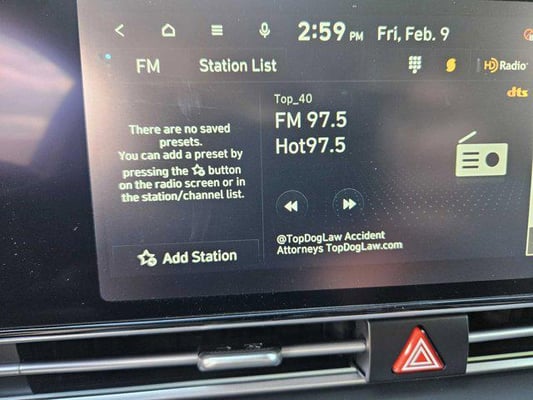 2:59 PM Fri, Feb. 9
FM Station List HD Radio
dts
There are no saved
presets.
You can add a preset by
pressing the button
on the radio screen or in
the station/channel list.
Add Station
Top_40
FM 97.5
Hot97.5
@TopDogLaw Accident
Attorneys TopDogLaw.com